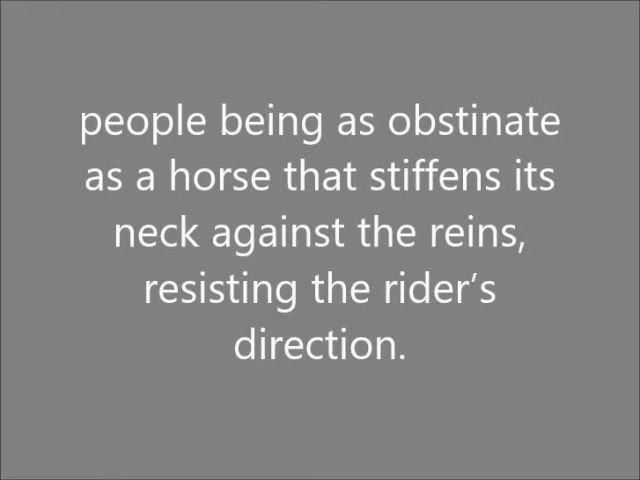 people being as obstinate
as a horse that stiffens its
neck against the reins,
resisting the rider’s
direction.